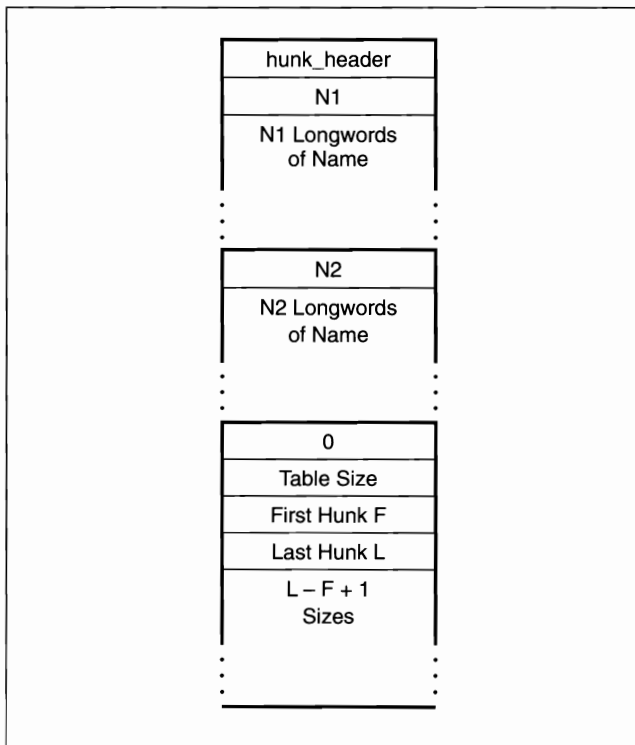 hunk_header
N1
N1 Longwords
of Name
N2
N2 Longwords
of Name
0
Table Size
First Hunk F
Last Hunk L
L – F + 1
Sizes